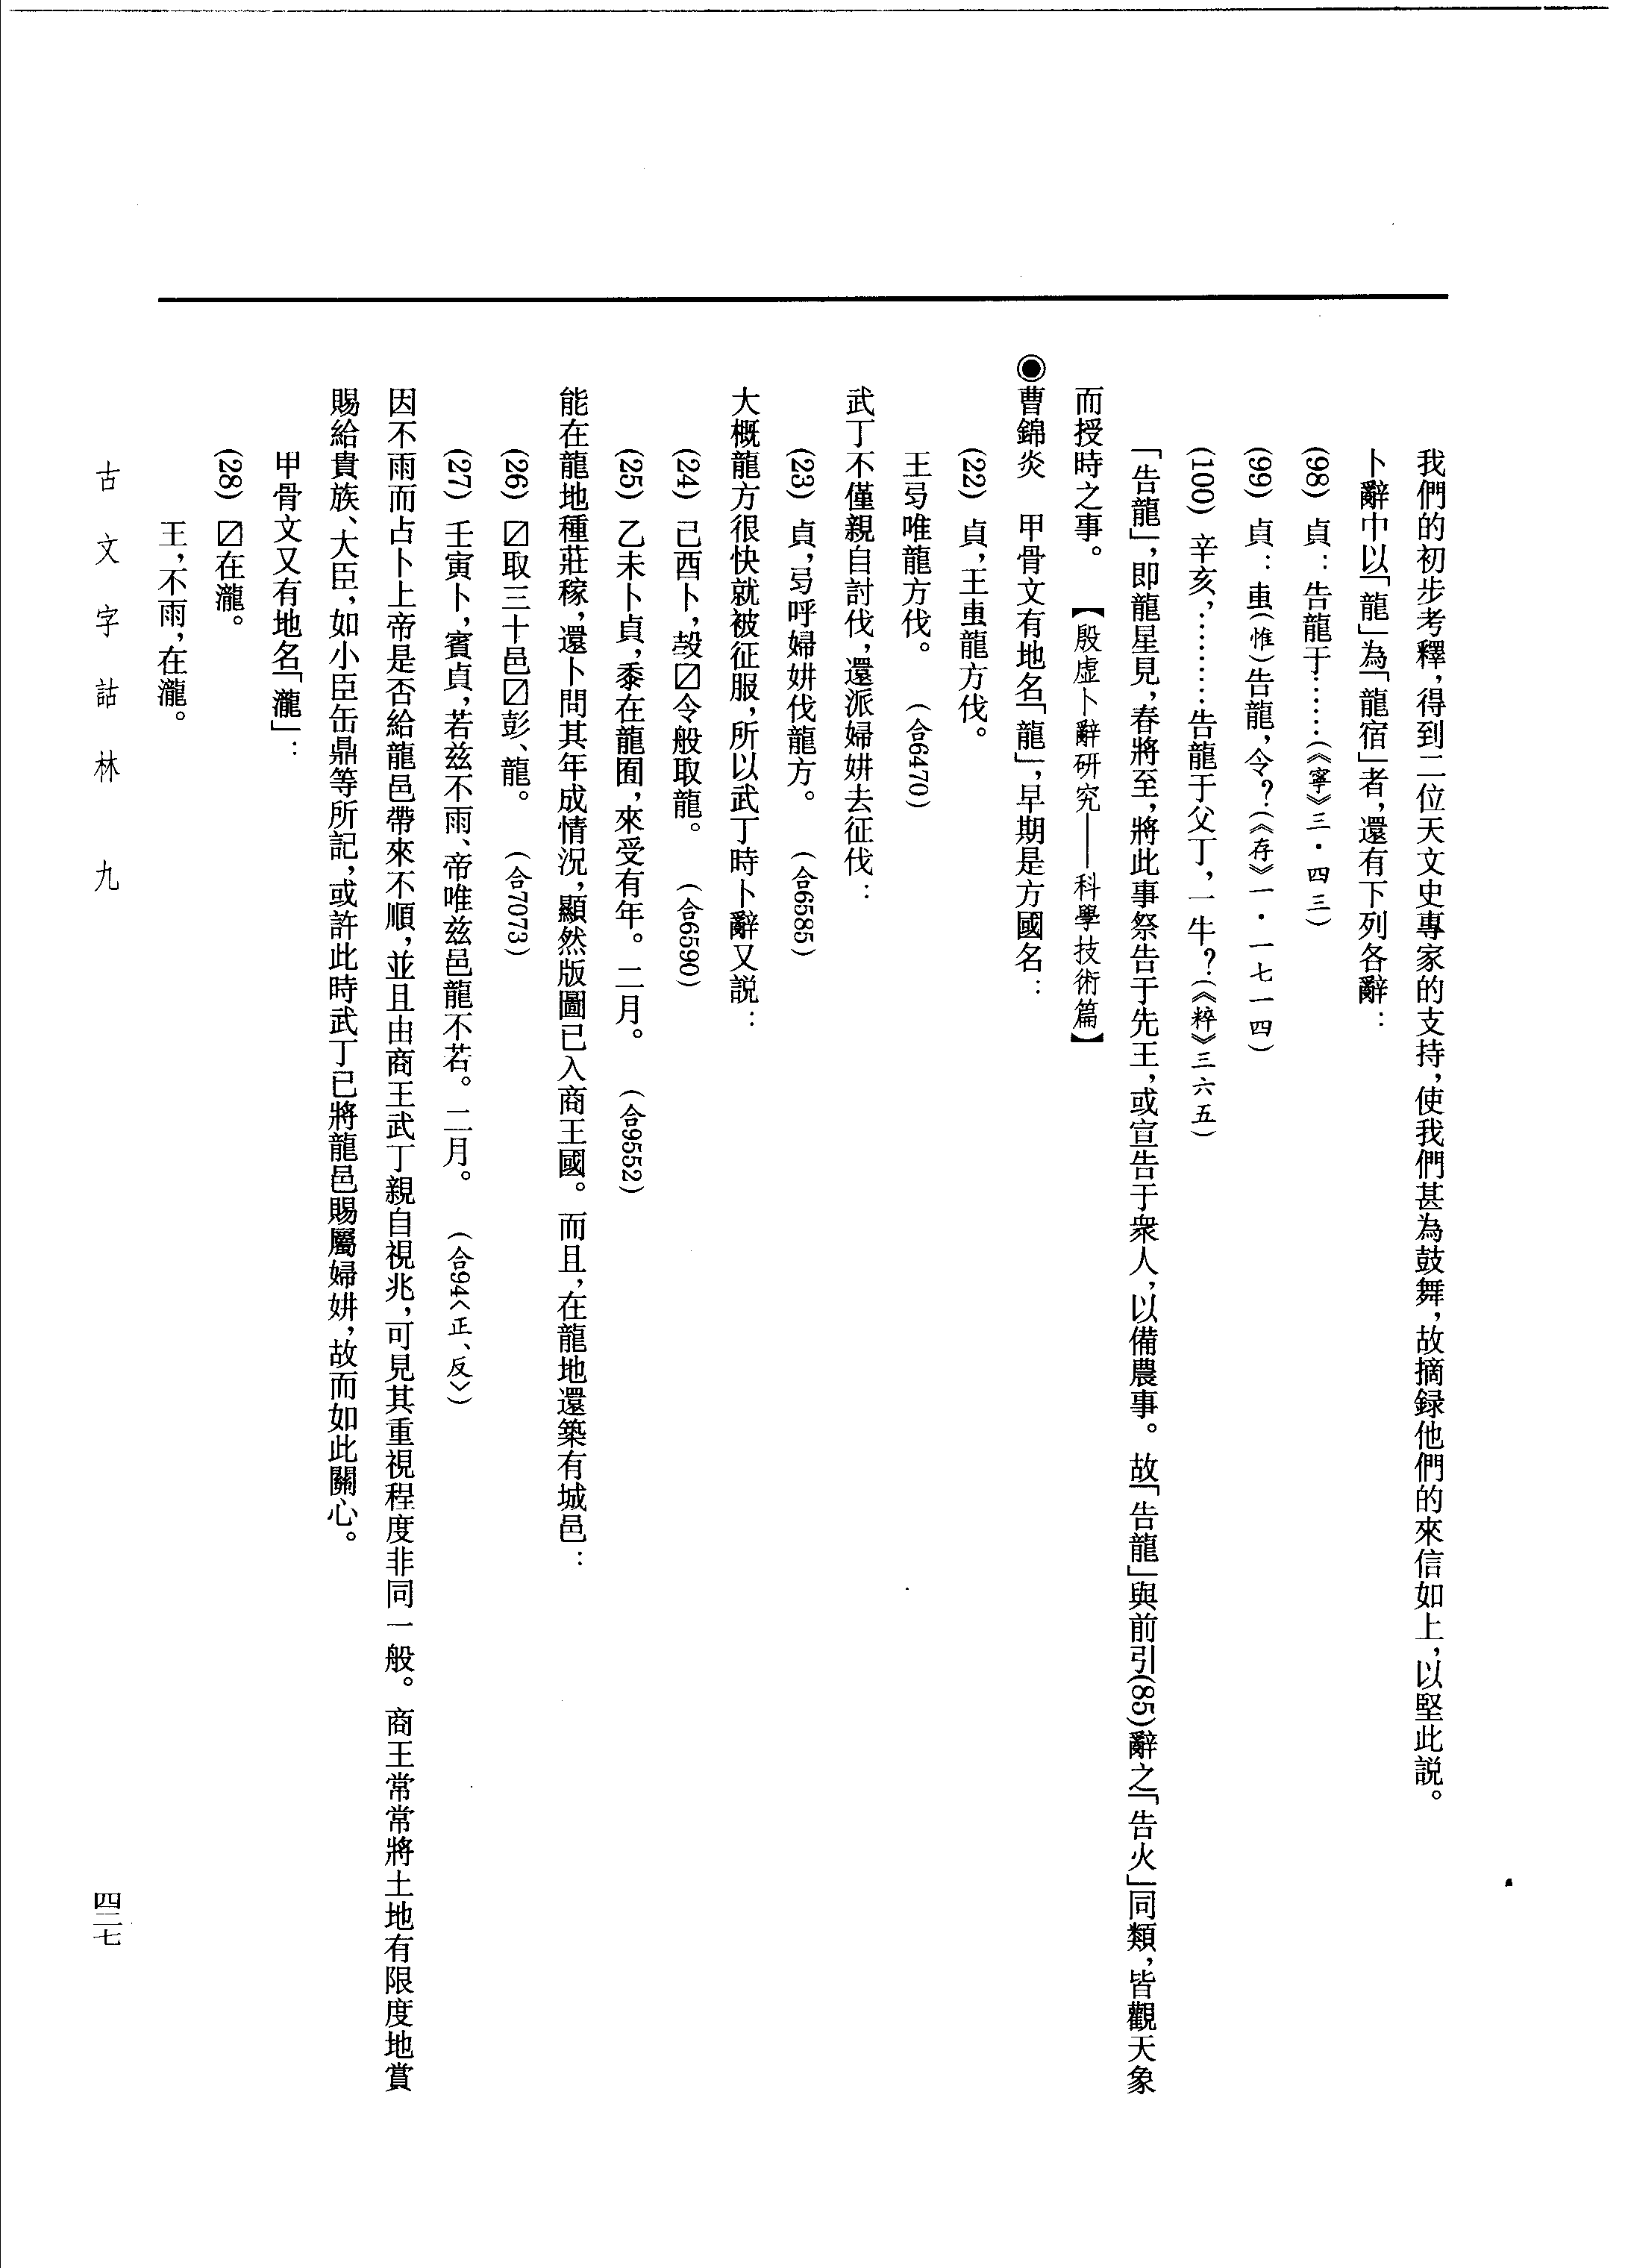 我們的初步考釋，得到二位天文史專家的支持，使我們甚為鼓舞，故摘録他們的來信如上，以堅此説。
卜辭中以「龍」為「龍宿」者，還有下列各辭：
(98) 貞：告龍于……(《寧》三·四三)
(99) 貞：叀(惟)告龍，令？(《存》一·一七一四)
(100) 辛亥，………告龍于父丁，一牛？(《粹》三六五)
「告龍」，即龍星見，春將至，將此事祭告于先王，或宣告于衆人，以備農事。故「告龍」與前引(85)辭之「告火」同類，皆觀天象
而授時之事。 【殷虛卜辭研究——科學技術篇】
◉曹錦炎 甲骨文有地名「龍」，早期是方國名：
(22) 貞，王叀龍方伐。
王弜唯龍方伐。 (合6470)
武丁不僅親自討伐，還派婦妌去征伐：
(23) 貞，弜呼婦妌伐龍方。 (合6585)
大概龍方很快就被征服，所以武丁時卜辭又説：
(24) 己酉卜，㱿〼令般取龍。 (合6590)
(25) 乙未卜貞，黍在龍囿，來受有年。二月。 (合9552)
能在龍地種莊稼，還卜問其年成情況，顯然版圖已入商王國。而且，在龍地還築有城邑：
(26) 〼取三十邑〼彭、龍。 (合7073)
(27) 壬寅卜，賓貞，若兹不雨、帝唯兹邑龍不若。二月。 (合94<正、反>)
因不雨而占卜上帝是否給龍邑帶來不順，並且由商王武丁親自視兆，可見其重視程度非同一般。商王常常將土地有限度地賞
賜給貴族、大臣，如小臣缶鼎等所記，或許此時武丁已將龍邑賜屬婦妌，故而如此關心。
甲骨文又有地名「瀧」：
(28) 〼在瀧。
王，不雨，在瀧。
古文字詁林 九
四二七